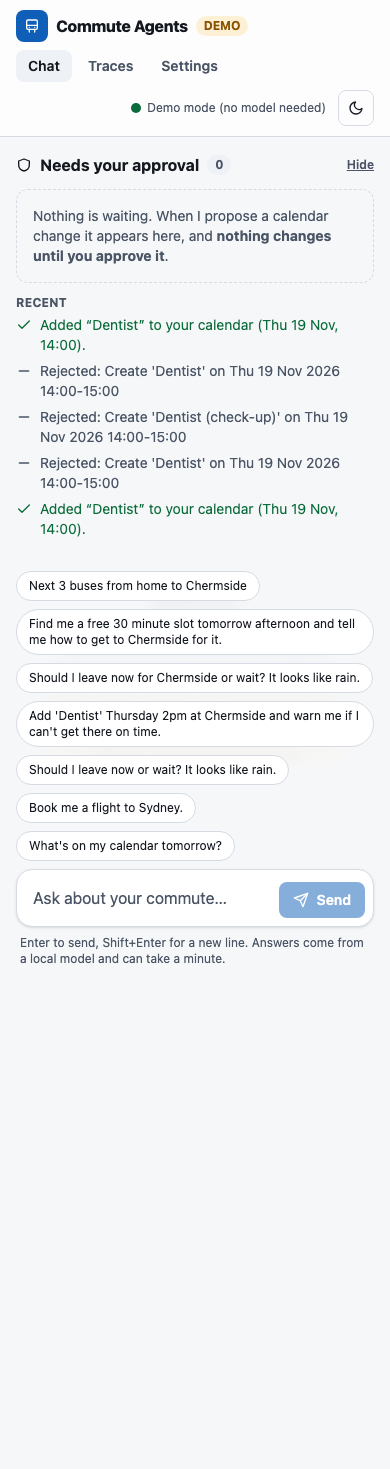 Commute Agents DEMO
Chat Traces Settings
Demo mode (no model needed)
Needs your approval 0 Hide
Nothing is waiting. When I propose a calendar
change it appears here, and nothing changes
until you approve it.
RECENT
Added “Dentist” to your calendar (Thu 19 Nov,
14:00).
Rejected: Create 'Dentist' on Thu 19 Nov 2026
14:00-15:00
Rejected: Create 'Dentist (check-up)' on Thu 19
Nov 2026 14:00-15:00
Rejected: Create 'Dentist' on Thu 19 Nov 2026
14:00-15:00
Added “Dentist” to your calendar (Thu 19 Nov,
14:00).
Next 3 buses from home to Chermside
Find me a free 30 minute slot tomorrow afternoon and tell
me how to get to Chermside for it.
Should I leave now for Chermside or wait? It looks like rain.
Add 'Dentist' Thursday 2pm at Chermside and warn me if I
can't get there on time.
Should I leave now or wait? It looks like rain.
Book me a flight to Sydney.
What's on my calendar tomorrow?
Ask about your commute... Send
Enter to send, Shift+Enter for a new line. Answers come from
a local model and can take a minute.